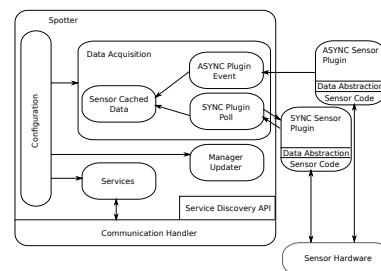 Spotter
Configuration
Data Acquisition
Sensor Cached
Data
ASYNC Plugin
Event
SYNC Plugin
Poll
Manager
Updater
Services
Service Discovery API
Communication Handler
ASYNC Sensor
Plugin
Data Abstraction
Sensor Code
SYNC Sensor
Plugin
Data Abstraction
Sensor Code
Sensor Hardware